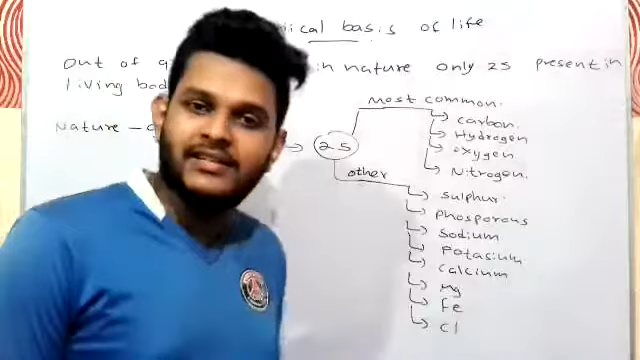 ical basis of life
Out of 9 in nature only 25 present in
living bod
Nature -
25
Most common.
Carbon.
Hydrogen
oxygen
Nitrogen.
other
Sulphur.
Phosporous
Sodium
Potasium
Calcium
Mg
Fe
Cl